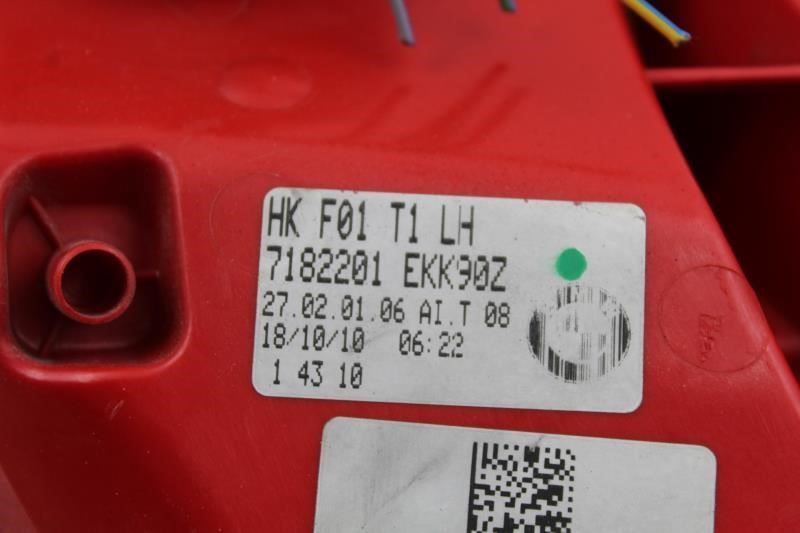 HK F01 T1 LH
7182201 EKK90Z
27.02.01.06 AI.T 08
18/10/10 06:22
1 43 10